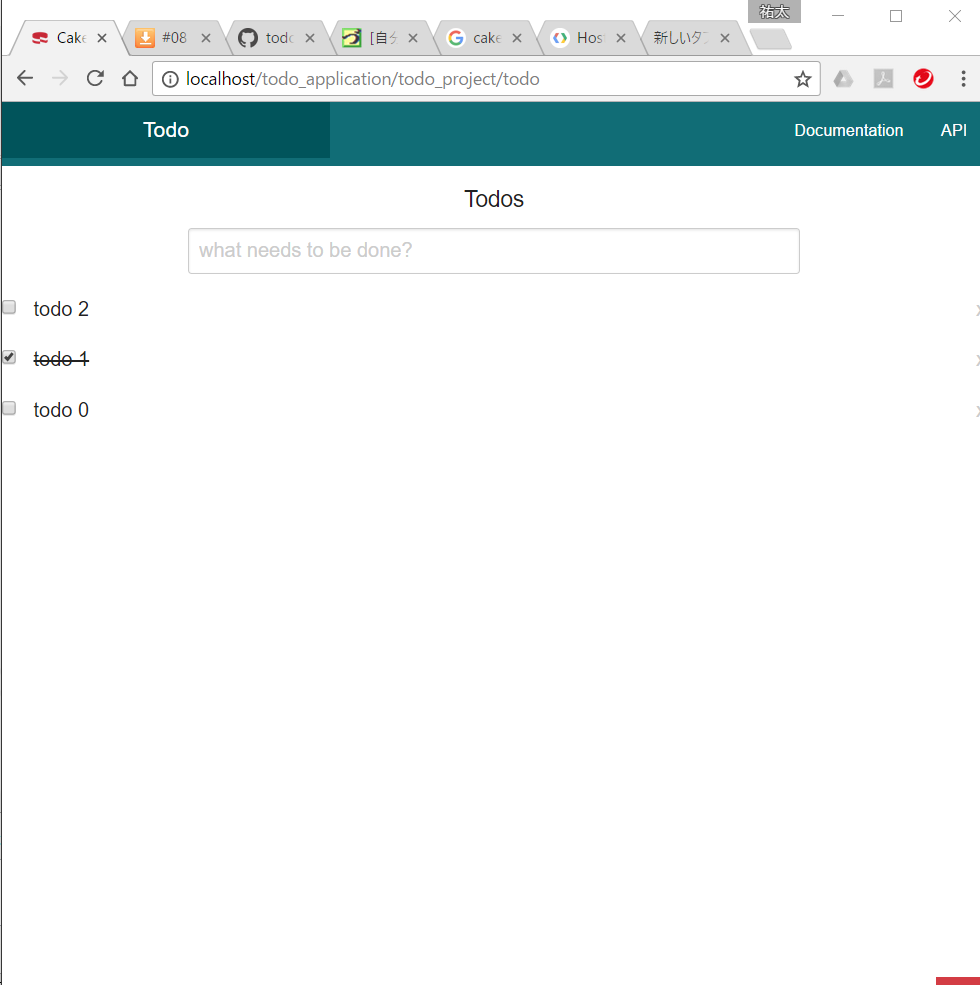 祐太
Cake #08 todo [自分 cake Hos 新しいタブ
localhost/todo_application/todo_project/todo
Todo Documentation API
Todos
what needs to be done?
todo 2 x
todo 1 x
todo 0 x